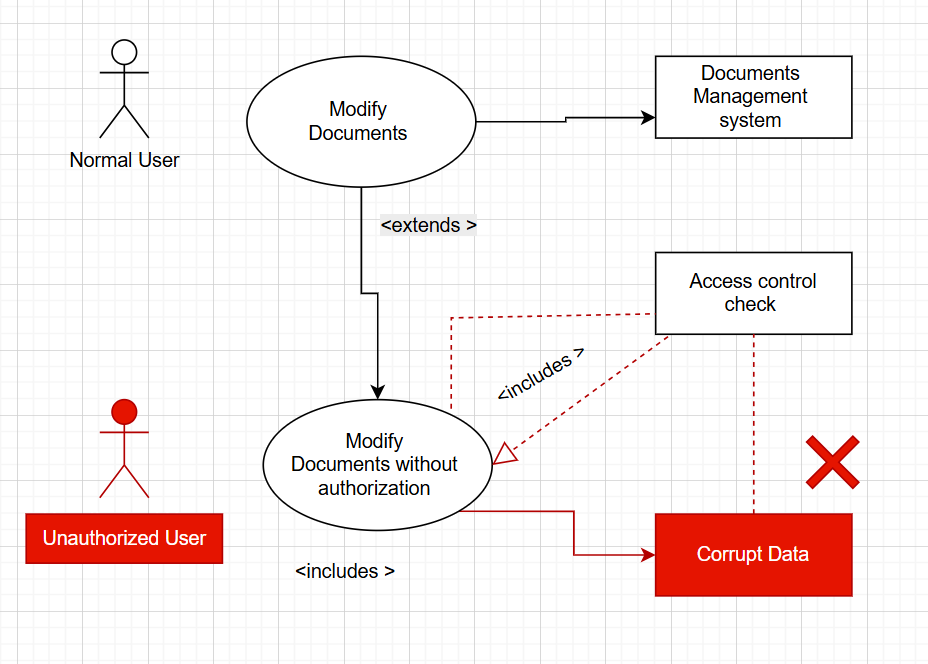 Modify
Documents
Documents
Management
system
Normal User
<extends >
Access control
check
<includes >
Modify
Documents without
authorization
Unauthorized User
Corrupt Data
<includes >